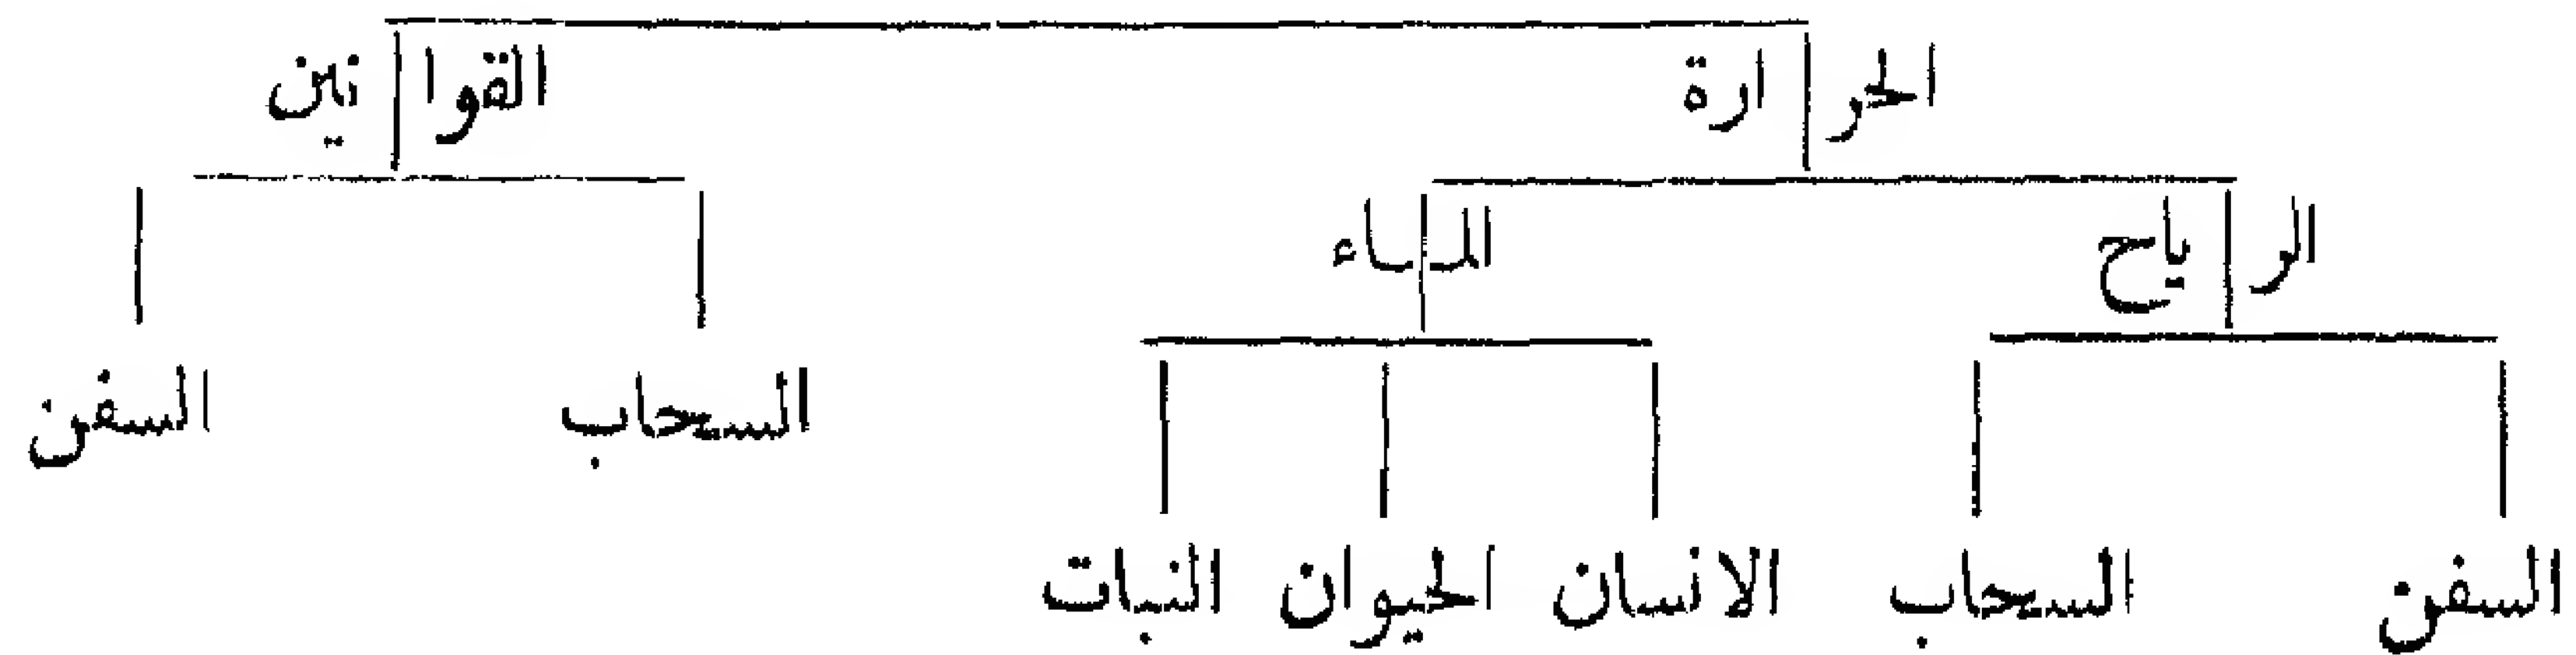 الحرارة القوانين
الرياح الماء
السحاب السفن
السفن السحاب الانسان الحيوان النبات